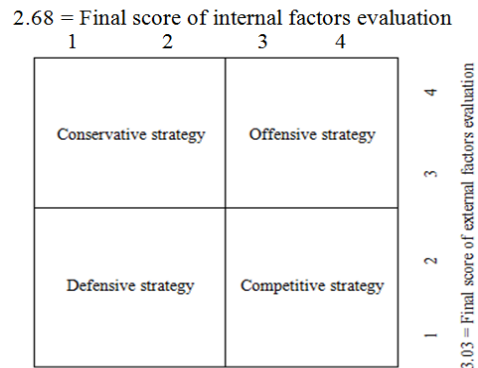 2.68 = Final score of internal factors evaluation
1 2 3 4
Conservative strategy Offensive strategy
Defensive strategy Competitive strategy
4
3
2
1
3.03 = Final score of external factors evaluation